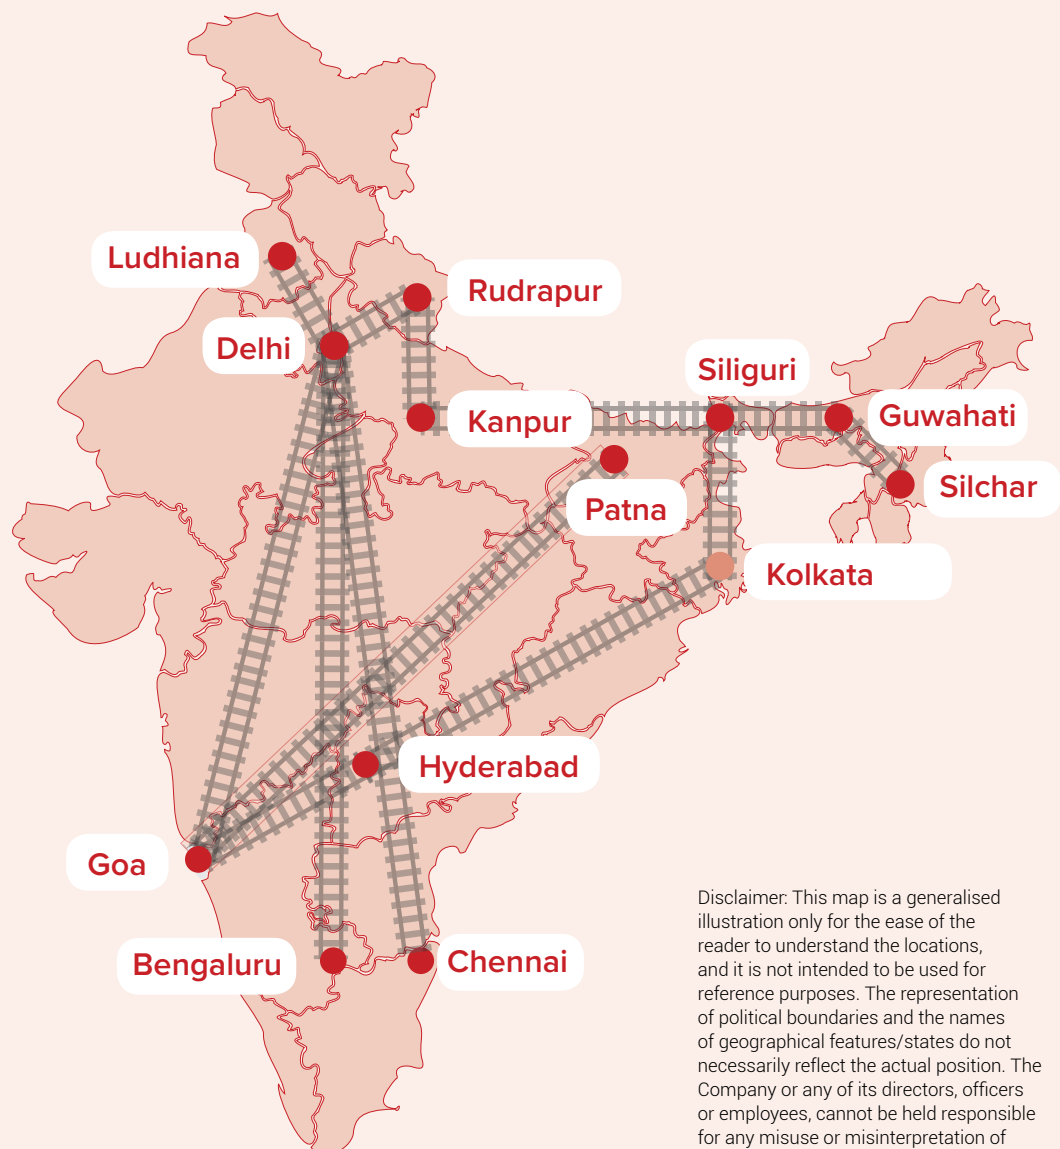 Ludhiana
Rudrapur
Delhi
Siliguri
Kanpur
Guwahati
Patna
Silchar
Kolkata
Hyderabad
Goa
Bengaluru
Chennai
Disclaimer: This map is a generalised
illustration only for the ease of the
reader to understand the locations,
and it is not intended to be used for
reference purposes. The representation
of political boundaries and the names
of geographical features/states do not
necessarily reflect the actual position. The
Company or any of its directors, officers
or employees, cannot be held responsible
for any misuse or misinterpretation of